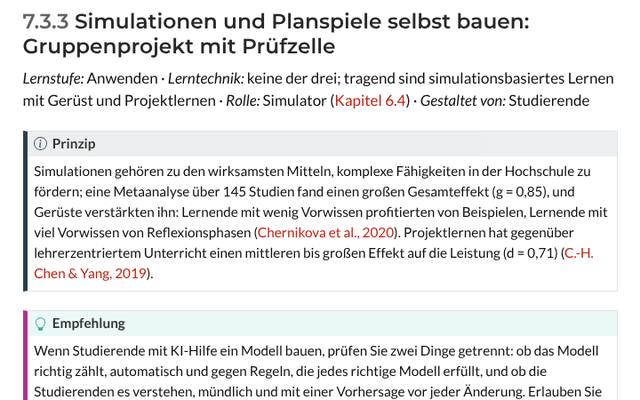 7.3.3 Simulationen und Planspiele selbst bauen:
Gruppenprojekt mit Prüfzelle
Lernstufe: Anwenden · Lerntechnik: keine der drei; tragend sind simulationsbasiertes Lernen
mit Gerüst und Projektlernen · Rolle: Simulator (Kapitel 6.4) · Gestaltet von: Studierende
Prinzip
Simulationen gehören zu den wirksamsten Mitteln, komplexe Fähigkeiten in der Hochschule zu
fördern; eine Metaanalyse über 145 Studien fand einen großen Gesamteffekt (g = 0,85), und
Gerüste verstärkten ihn: Lernende mit wenig Vorwissen profitierten von Beispielen, Lernende mit
viel Vorwissen von Reflexionsphasen (Chernikova et al., 2020). Projektlernen hat gegenüber
lehrerzentriertem Unterricht einen mittleren bis großen Effekt auf die Leistung (d = 0,71) (C.-H.
Chen & Yang, 2019).
Empfehlung
Wenn Studierende mit KI-Hilfe ein Modell bauen, prüfen Sie zwei Dinge getrennt: ob das Modell
richtig zählt, automatisch und gegen Regeln, die jedes richtige Modell erfüllt, und ob die
Studierenden es verstehen, mündlich und mit einer Vorhersage vor jeder Änderung. Erlauben Sie